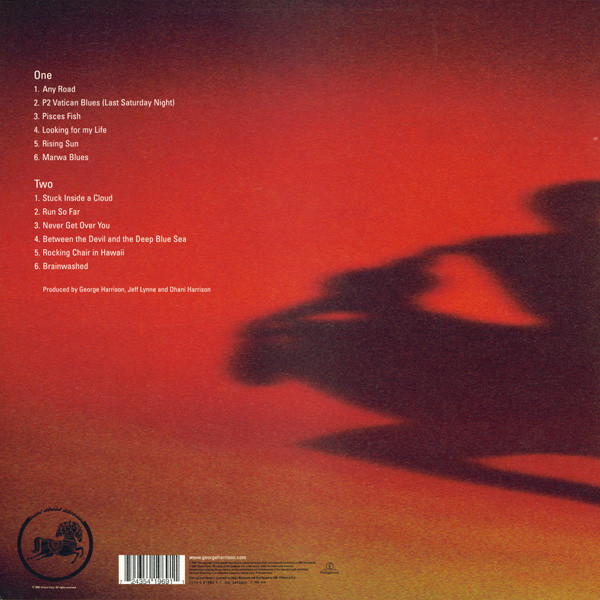 One
1. Any Road
2. P2 Vatican Blues (Last Saturday Night)
3. Pisces Fish
4. Looking for my Life
5. Rising Sun
6. Marwa Blues
Two
1. Stuck Inside a Cloud
2. Run So Far
3. Never Get Over You
4. Between the Devil and the Deep Blue Sea
5. Rocking Chair in Hawaii
6. Brainwashed
Produced by George Harrison, Jeff Lynne and Dhani Harrison
www.georgeharrison.com